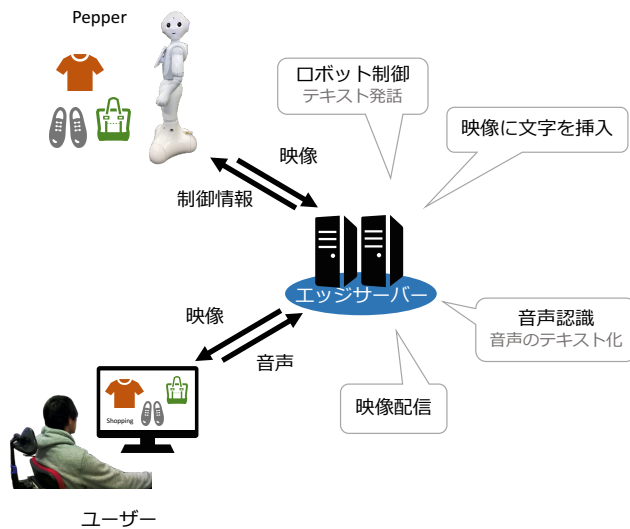 Pepper
ロボット制御
テキスト発話
映像に文字を挿入
映像
制御情報
エッジサーバー
映像
音声
音声認識
音声のテキスト化
映像配信
Shopping
ユーザー